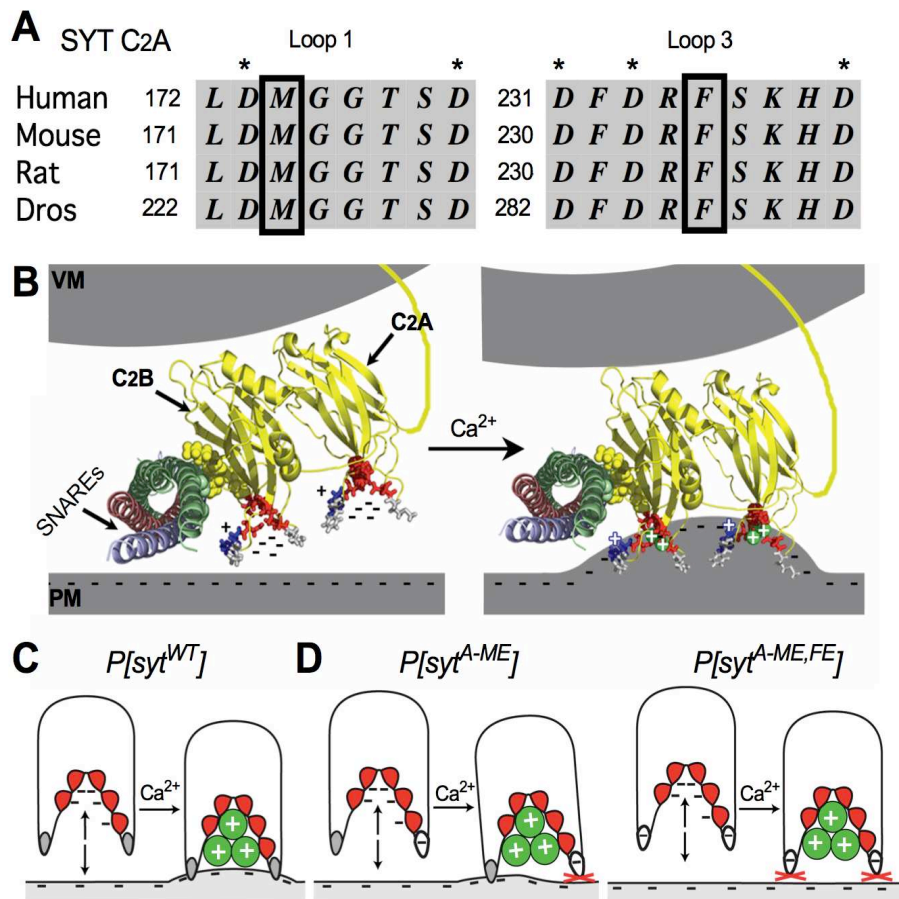 A
SYT C2A
Loop 1 Loop 3
* * * * *
Human 172 L D M G G T S D 231 D F D R F S K H D
Mouse 171 L D M G G T S D 230 D F D R F S K H D
Rat 171 L D M G G T S D 230 D F D R F S K H D
Dros 222 L D M G G T S D 282 D F D R F S K H D
B
VM
C2A
C2B
Ca2+
SNAREs
PM
C P[sytWT] D P[sytA-ME] P[sytA-ME,FE]
Ca2+ Ca2+ Ca2+